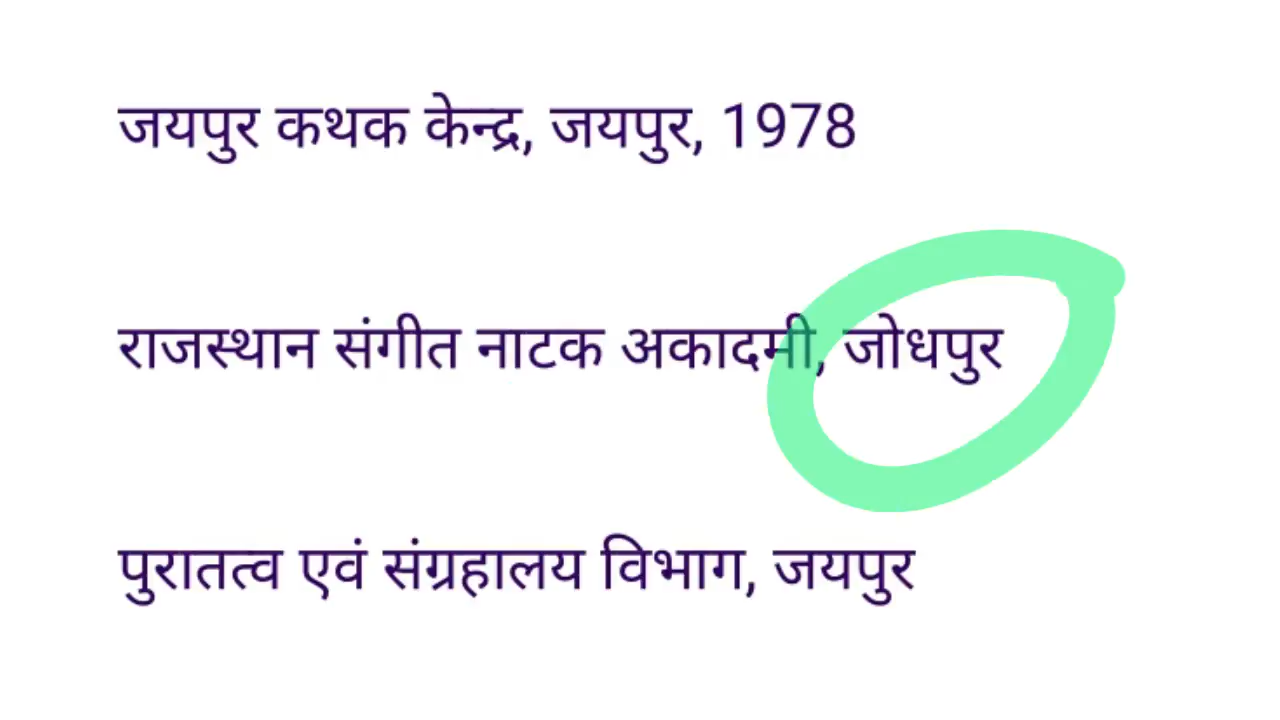 जयपुर कथक केन्द्र, जयपुर, 1978
राजस्थान संगीत नाटक अकादमी, जोधपुर
पुरातत्व एवं संग्रहालय विभाग, जयपुर